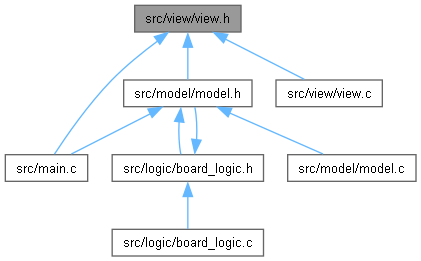 src/view/view.h
src/model/model.h
src/view/view.c
src/main.c
src/logic/board_logic.h
src/model/model.c
src/logic/board_logic.c